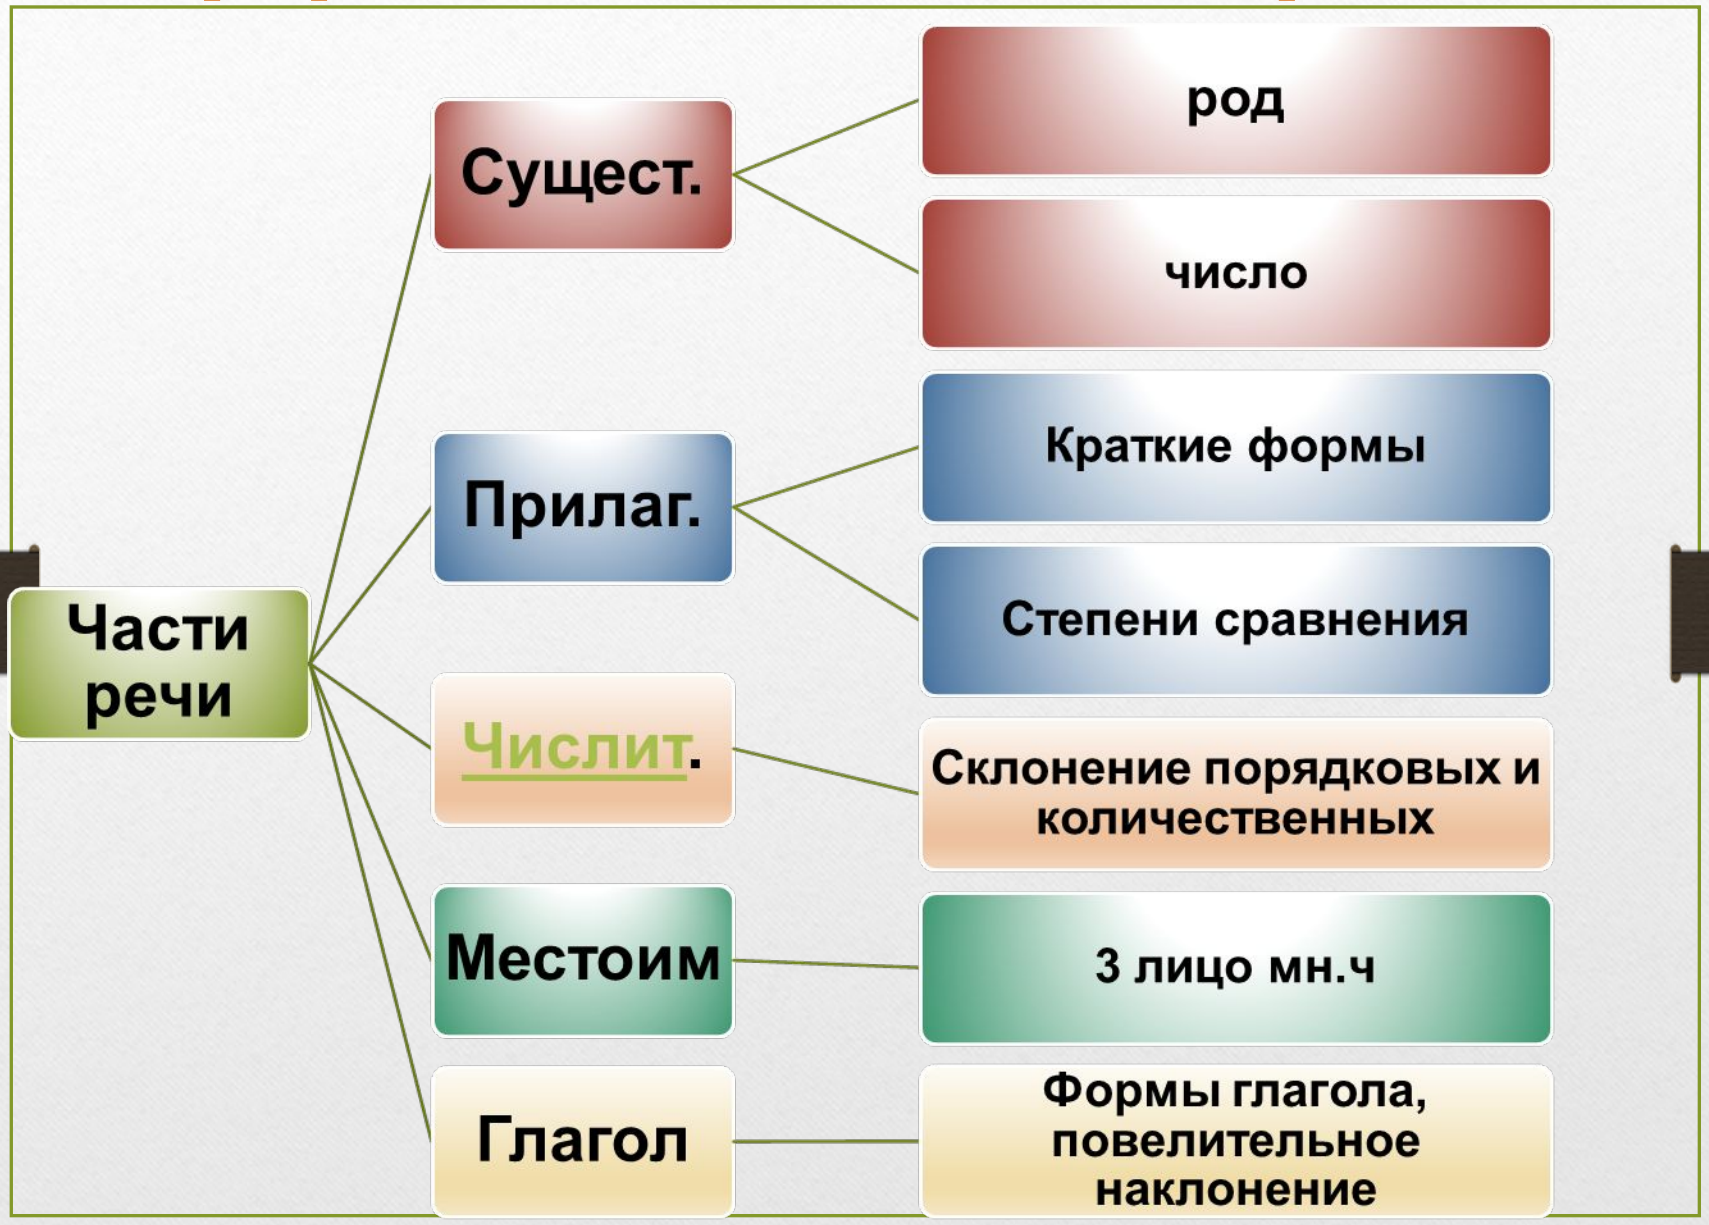 Части
речи
Сущест.
род
число
Прилаг.
Краткие формы
Степени сравнения
Числит.
Склонение порядковых и
количественных
Местоим
3 лицо мн.ч
Глагол
Формы глагола,
повелительное
наклонение